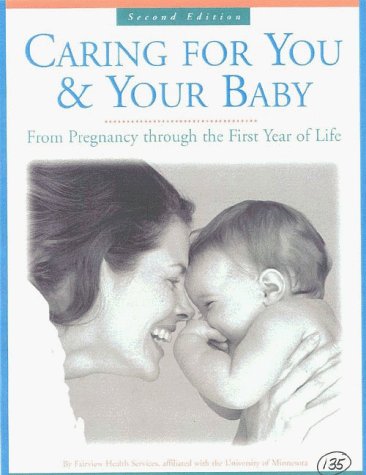 Second Edition
CARING FOR YOU
& YOUR BABY
From Pregnancy through the First Year of Life
By Fairview Health Services, affiliated with the University of Minnesota
135